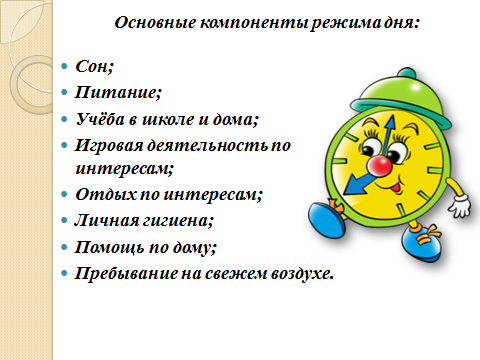 Основные компоненты режима дня:
Сон;
Питание;
Учёба в школе и дома;
Игровая деятельность по
интересам;
Отдых по интересам;
Личная гигиена;
Помощь по дому;
Пребывание на свежем воздухе.